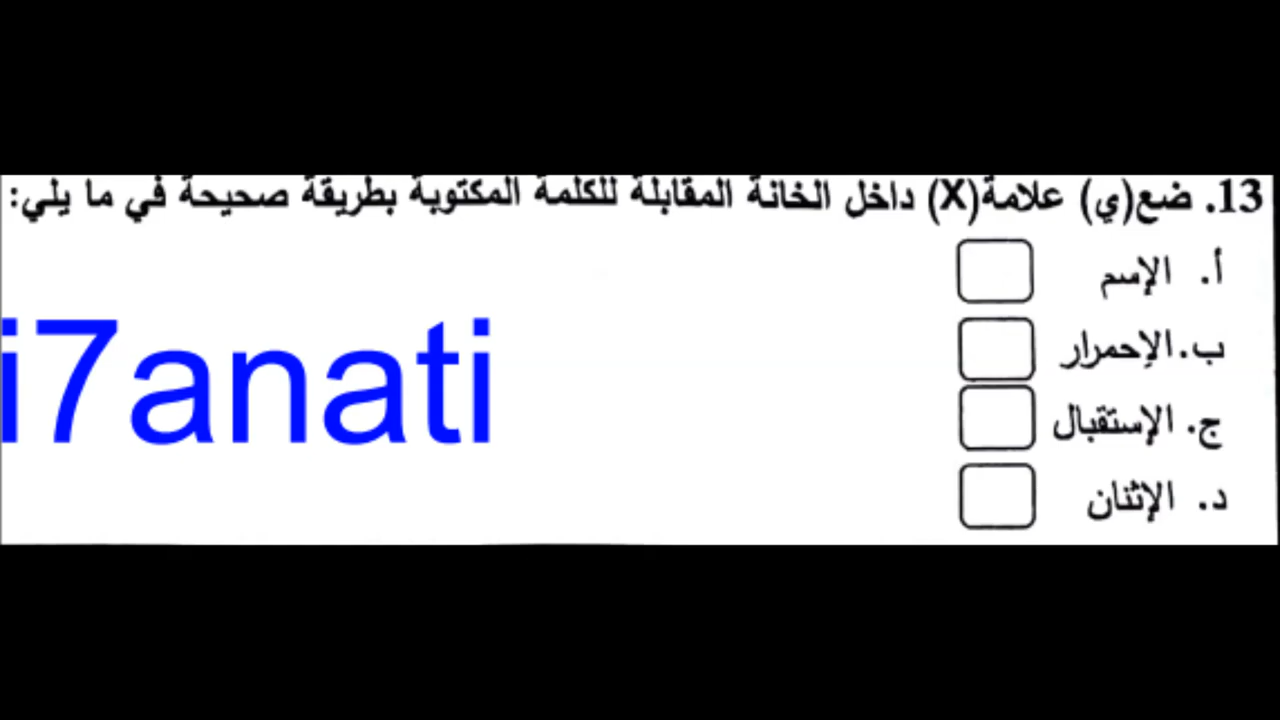 13. ضع(ي) علامة(X) داخل الخانة المقابلة للكلمة المكتوبة بطريقة صحيحة في ما يلي:
أ. الإسم
ب. الإحمرار
ج. الإستقبال
د. الإثنان
i7anati